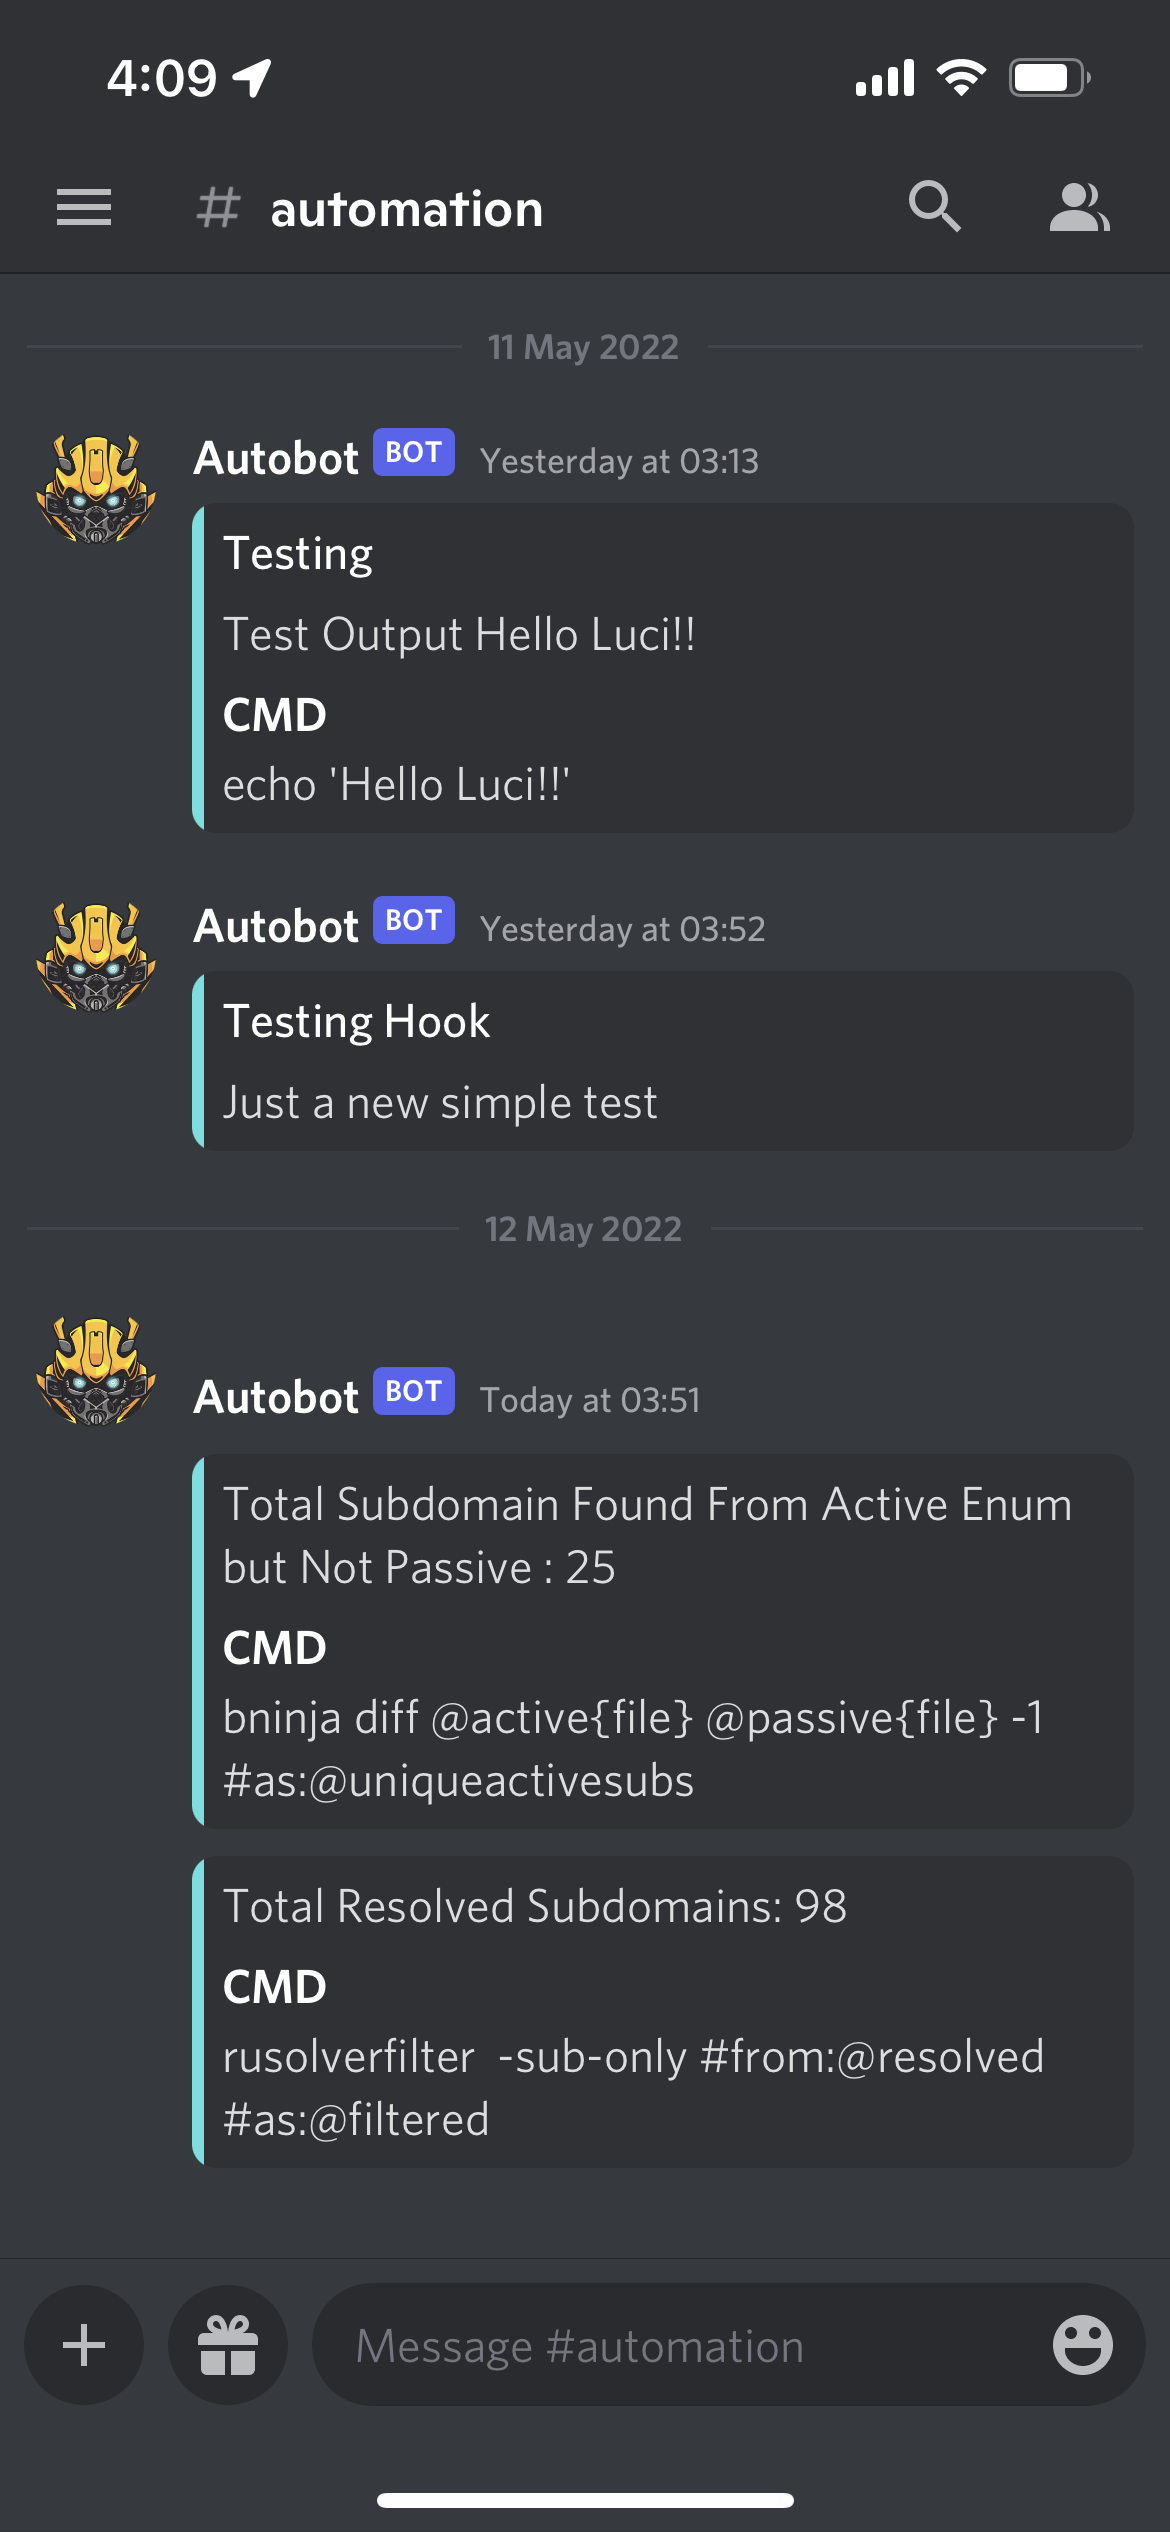 4:09
# automation
11 May 2022
Autobot BOT Yesterday at 03:13
Testing
Test Output Hello Luci!!
CMD
echo 'Hello Luci!!'
Autobot BOT Yesterday at 03:52
Testing Hook
Just a new simple test
12 May 2022
Autobot BOT Today at 03:51
Total Subdomain Found From Active Enum
but Not Passive : 25
CMD
bninja diff @active{file} @passive{file} -1
#as:@uniqueactivesubs
Total Resolved Subdomains: 98
CMD
rusolverfilter  -sub-only #from:@resolved
#as:@filtered
Message #automation